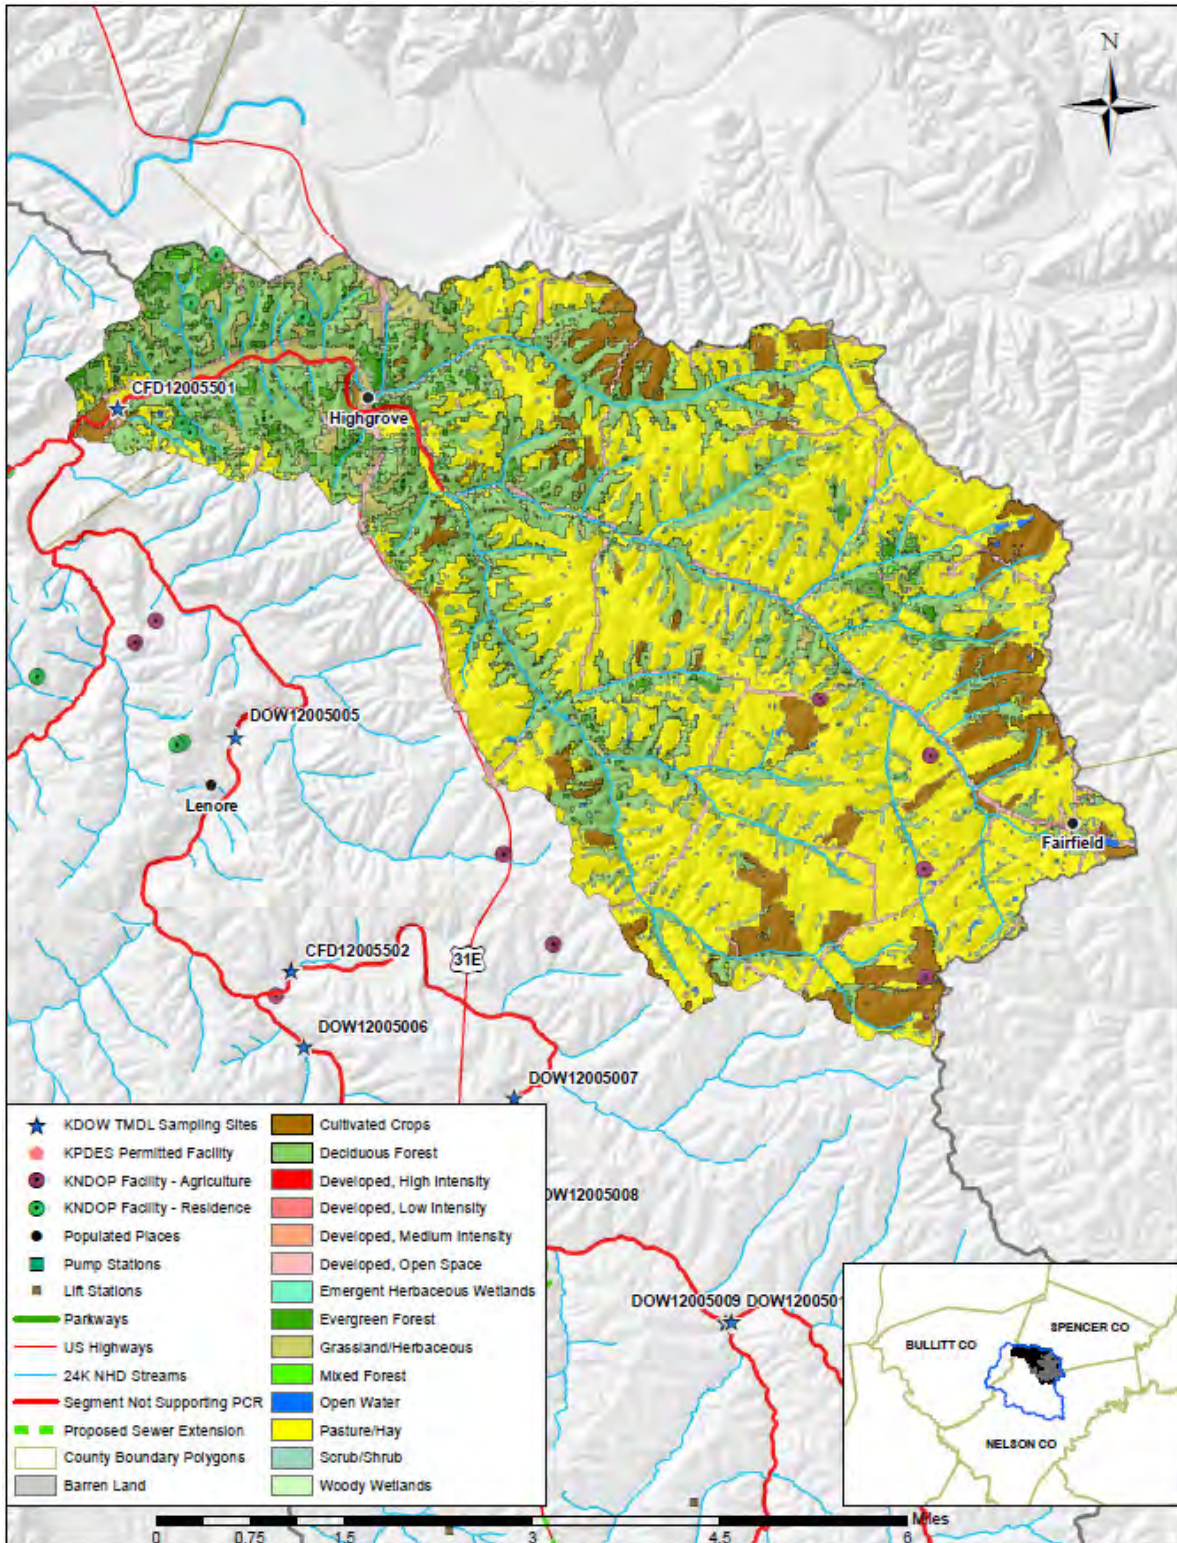 N
CFD12005501
Highgrove
DOW12005005
Lenore
Fairfield
CFD12005502
31E
DOW12005006
DOW12005007
KDOW TMDL Sampling Sites
KPDES Permitted Facility
KNDOP Facility - Agriculture
KNDOP Facility - Residence
Populated Places
Pump Stations
Lift Stations
Parkways
US Highways
24K NHD Streams
Segment Not Supporting PCR
Proposed Sewer Extension
County Boundary Polygons
Barren Land
Cultivated Crops
Deciduous Forest
Developed, High Intensity
Developed, Low Intensity
Developed, Medium Intensity
Developed, Open Space
Emergent Herbaceous Wetlands
Evergreen Forest
Grassland/Herbaceous
Mixed Forest
Open Water
Pasture/Hay
Scrub/Shrub
Woody Wetlands
OW12005008
DOW12005009 DOW1200501
BULLITT CO
SPENCER CO
NELSON CO
Miles
0 0.75 1.5 3 4.5 6